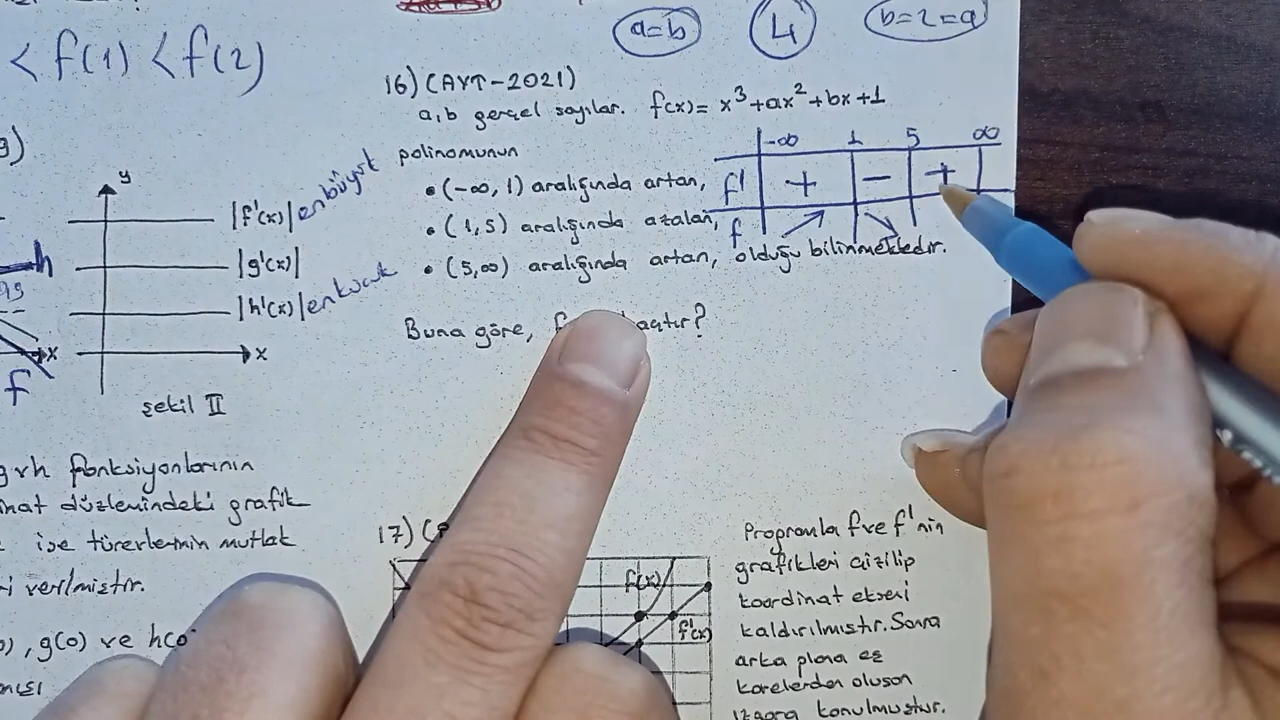 a=b
4
b=2=a
< f(1) < f(2)
16) (AYT-2021)
a,b gerçel sayılar. f(x)= x³+ax²+bx+1
polinomunun
• (-∞, 1) aralığında artan,
• (1,5) aralığında azalan,
• (5,∞) aralığında artan, olduğu bilinmektedir.
Buna göre, açtır?
-∞ 1 5 ∞
f' + - +
f
y
|f'(x)| en büyük
|g'(x)|
|h'(x)| en küçük
x
şekil II
h
x
f
g ve h fonksiyonlarının
düzlemindeki grafik
ise türevlerinin mutlak
verilmiştir.
, g(0) ve h(0)
17)
f(x)
f'(x)
Programla f ve f' nin
grafikleri çizilip
koordinat ekseni
kaldırılmıştır. Sonra
arka plana eş
karelerden oluşan
ızgara konulmuştur.